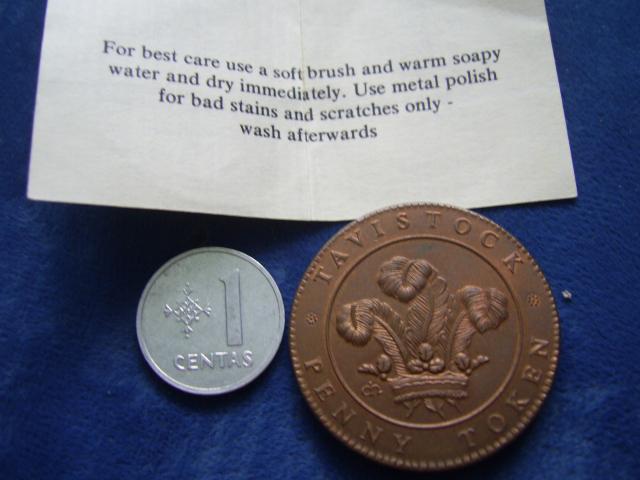 For best care use a soft brush and warm soapy
water and dry immediately. Use metal polish
for bad stains and scratches only -
wash afterwards
1
CENTAS
TAVISTOCK
PENNY TOKEN